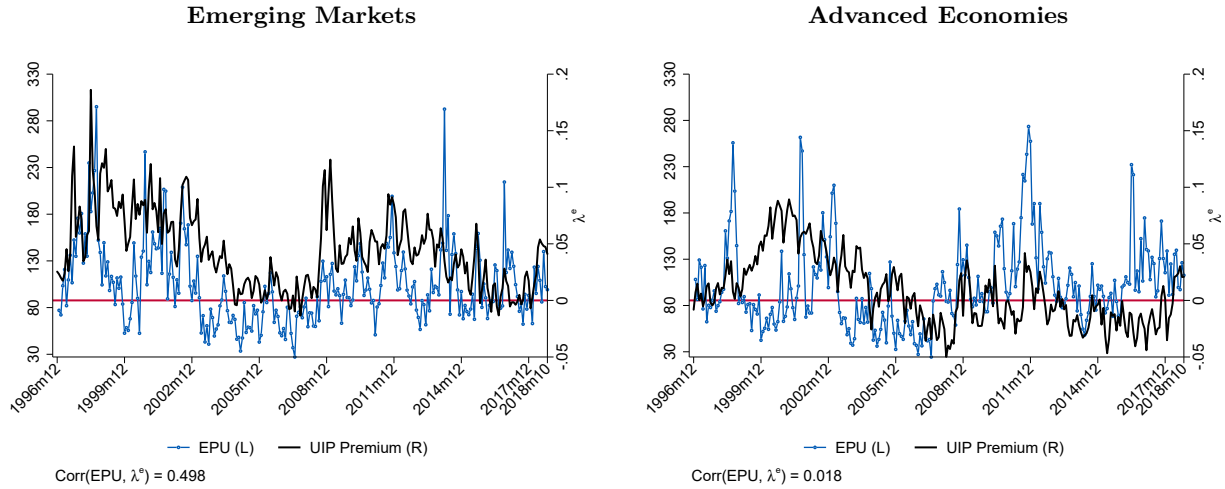 Emerging Markets
330
280
230
180
130
80
30
.2
.15
.1
.05
0
-.05
λᵉ
1996m12
1999m12
2002m12
2005m12
2008m12
2011m12
2014m12
2017m12
2018m10
EPU (L)
UIP Premium (R)
Corr(EPU, λᵉ) = 0.498
Advanced Economies
330
280
230
180
130
80
30
.2
.15
.1
.05
0
-.05
λᵉ
1996m12
1999m12
2002m12
2005m12
2008m12
2011m12
2014m12
2017m12
2018m10
EPU (L)
UIP Premium (R)
Corr(EPU, λᵉ) = 0.018